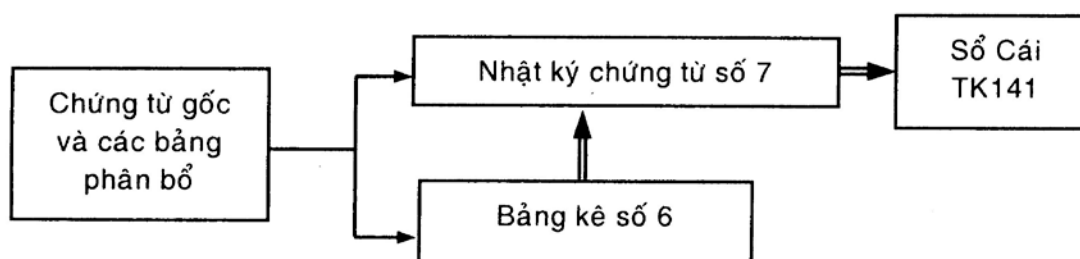 Chứng từ gốc
và các bảng
phân bổ
Nhật ký chứng từ số 7
Bảng kê số 6
Sổ Cái
TK141